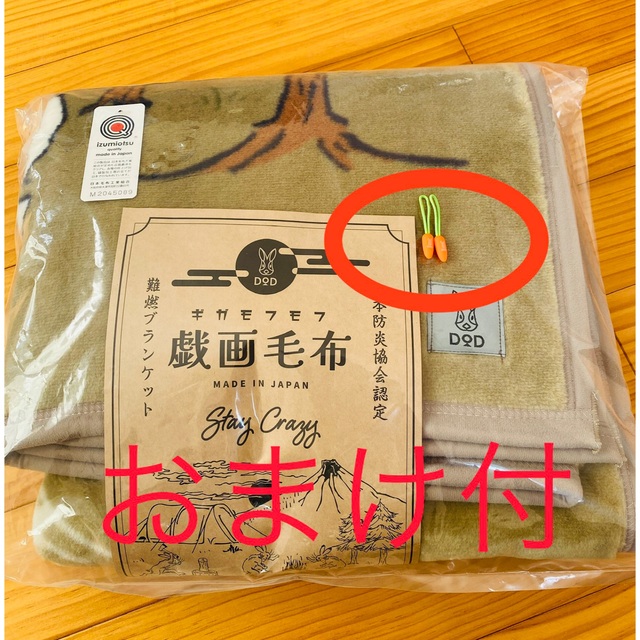 izumiotsu
quality
made in Japan
M2045069
DOD
ギガモフモフ
戯画毛布
MADE IN JAPAN
Stay Crazy
難燃ブランケット
本防炎協会認定
DOD
おまけ付